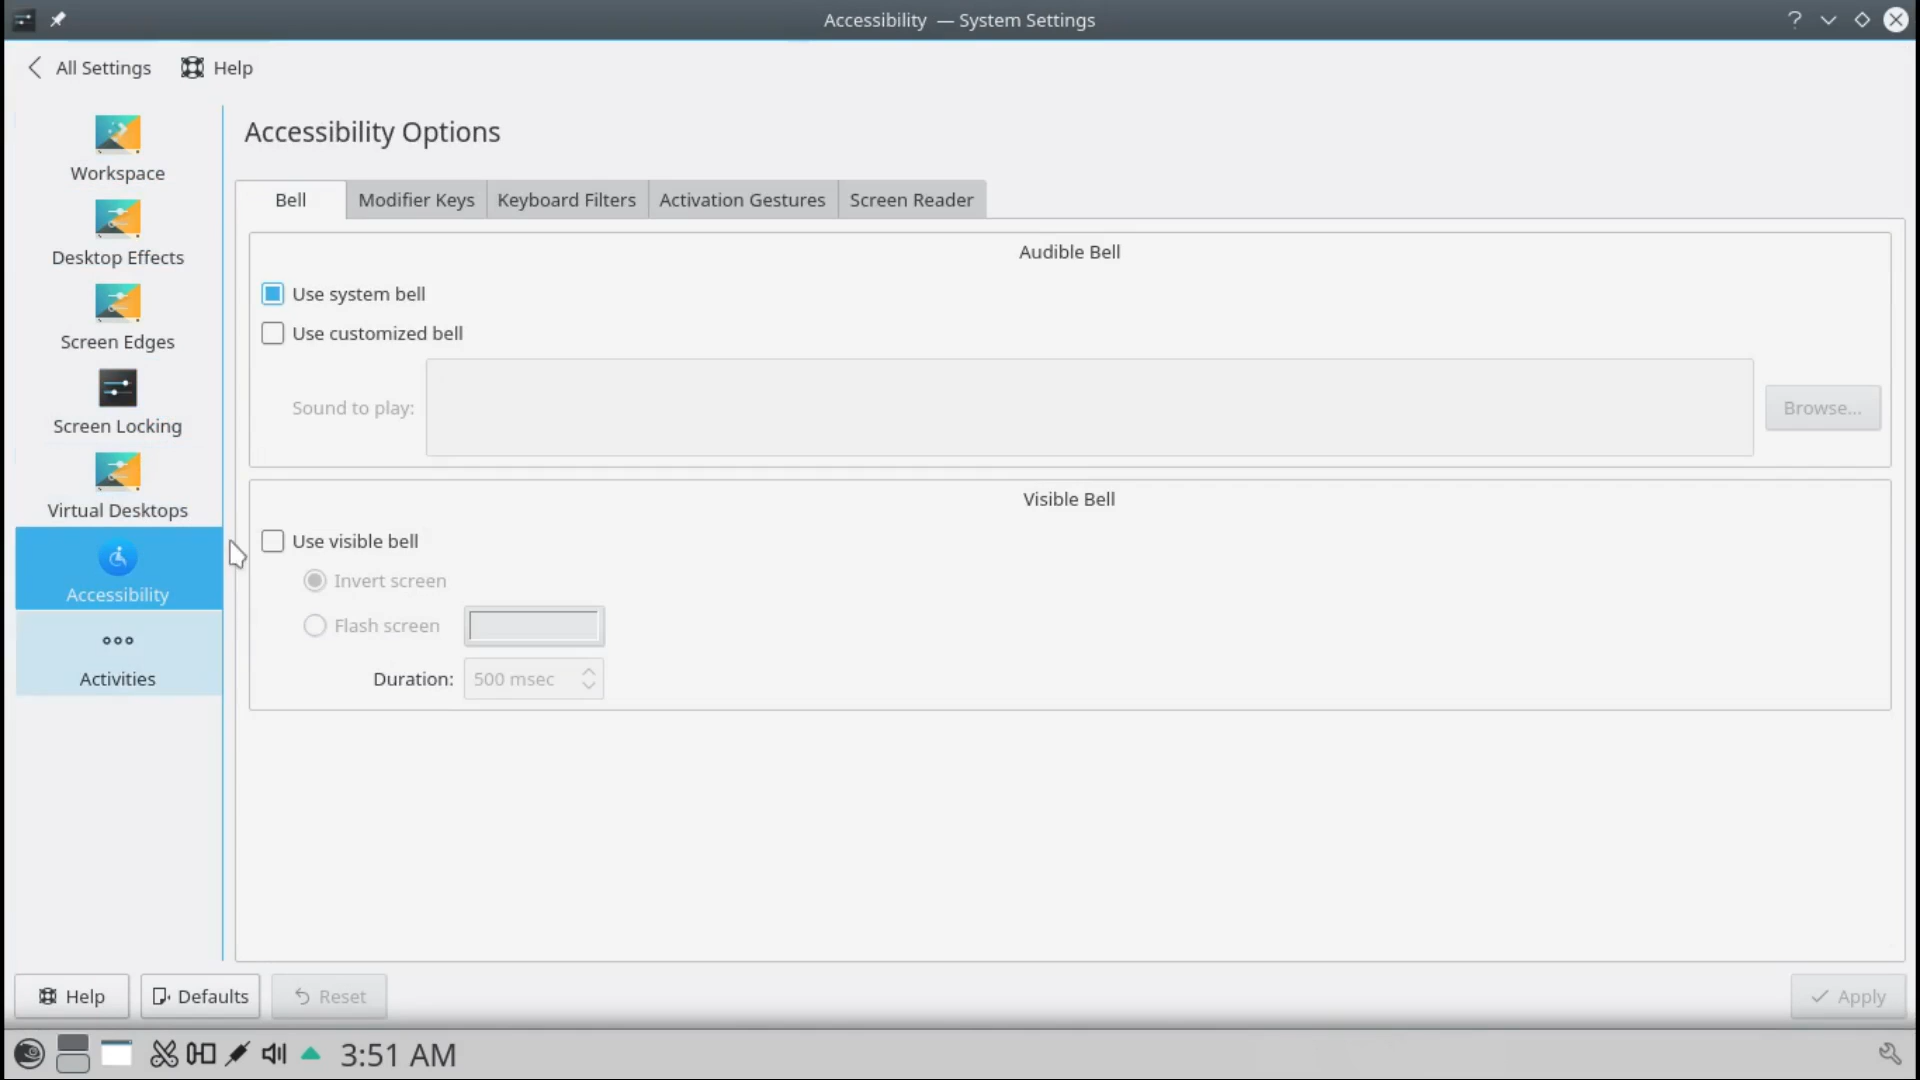 Accessibility — System Settings
All Settings Help
Workspace
Desktop Effects
Screen Edges
Screen Locking
Virtual Desktops
Accessibility
Activities
Accessibility Options
Bell Modifier Keys Keyboard Filters Activation Gestures Screen Reader
Audible Bell
Use system bell
Use customized bell
Sound to play: Browse...
Visible Bell
Use visible bell
Invert screen
Flash screen
Duration: 500 msec
Help Defaults Reset Apply
3:51 AM